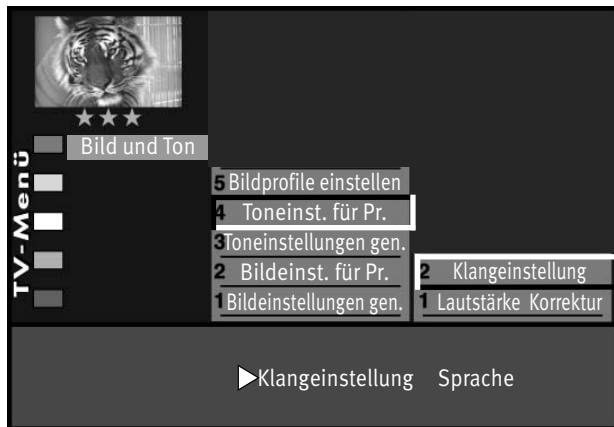 TV-Menü
Bild und Ton
5 Bildprofile einstellen
4 Toneinst. für Pr.
3 Toneinstellungen gen.
2 Bildeinst. für Pr.
1 Bildeinstellungen gen.
2 Klangeinstellung
1 Lautstärke Korrektur
Klangeinstellung Sprache